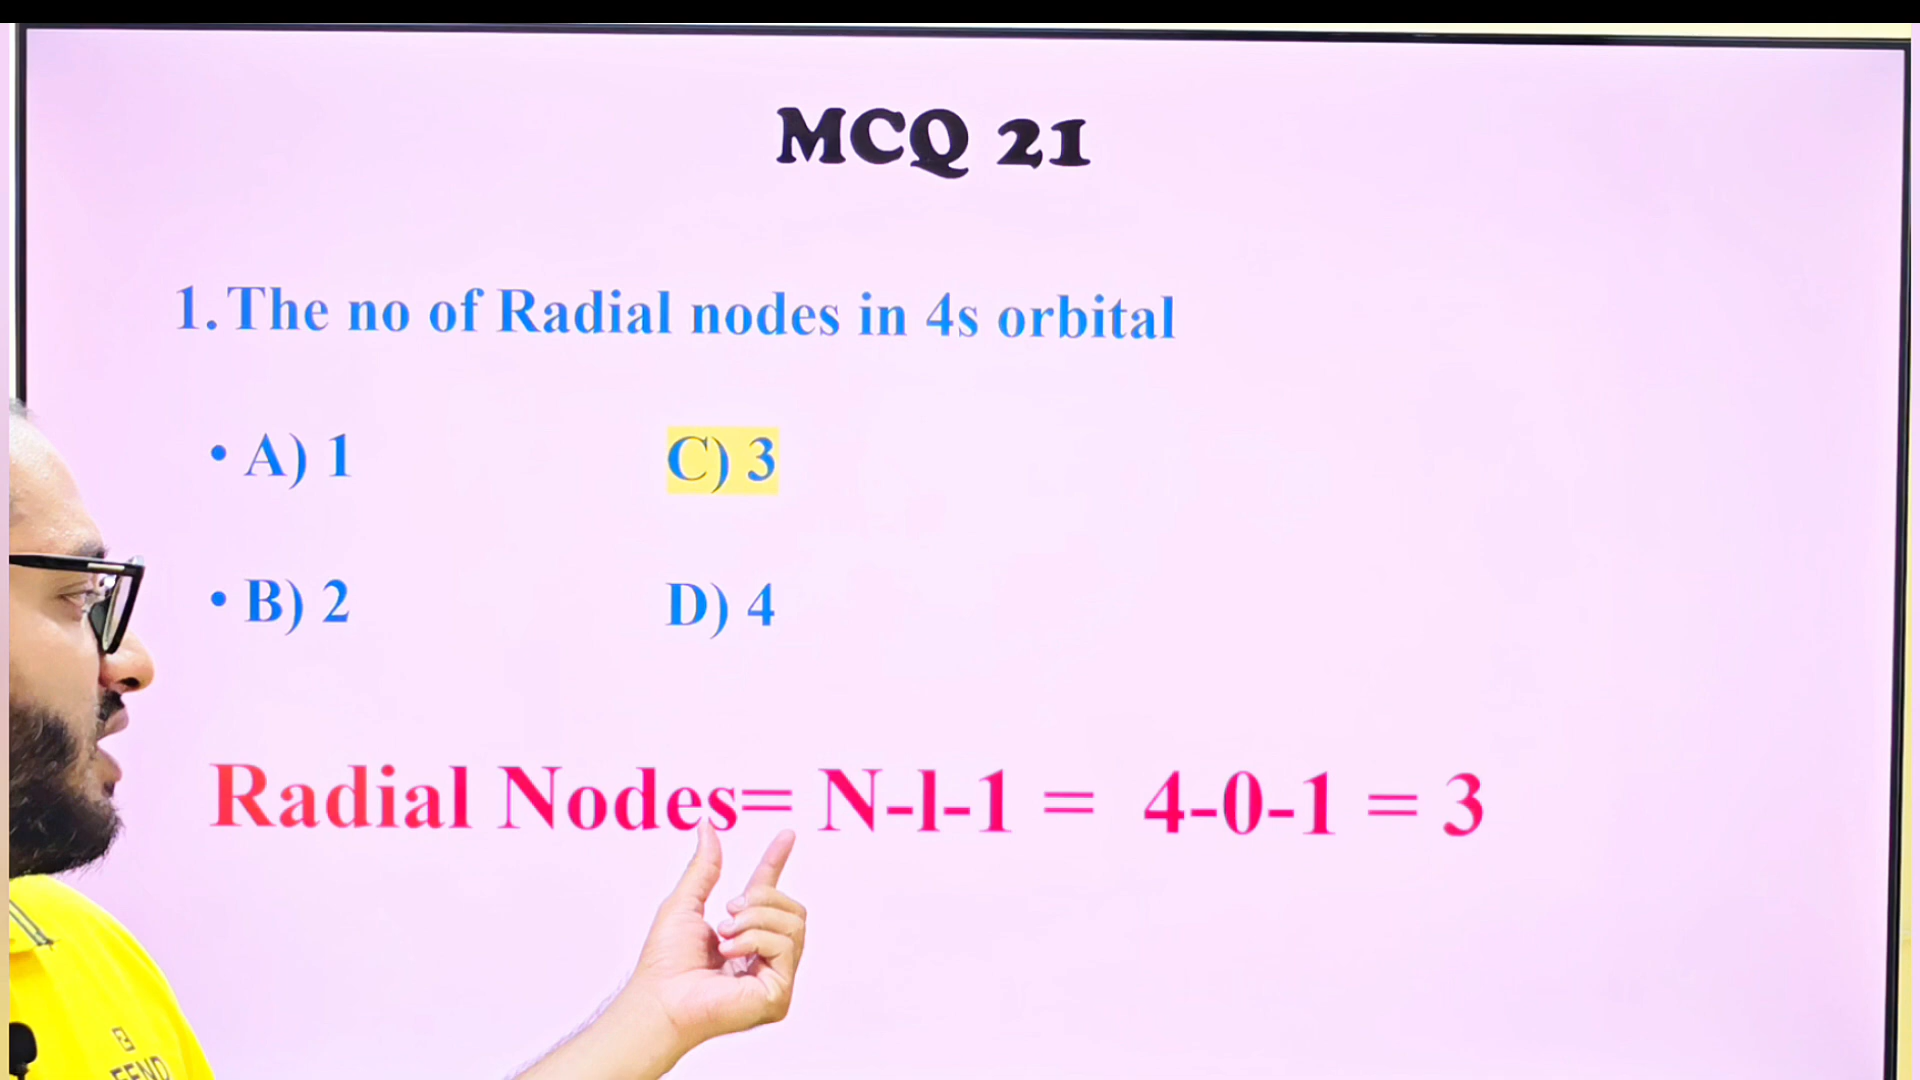 MCQ 21
1. The no of Radial nodes in 4s orbital
• A) 1 C) 3
• B) 2 D) 4
Radial Nodes= N-l-1 = 4-0-1 = 3